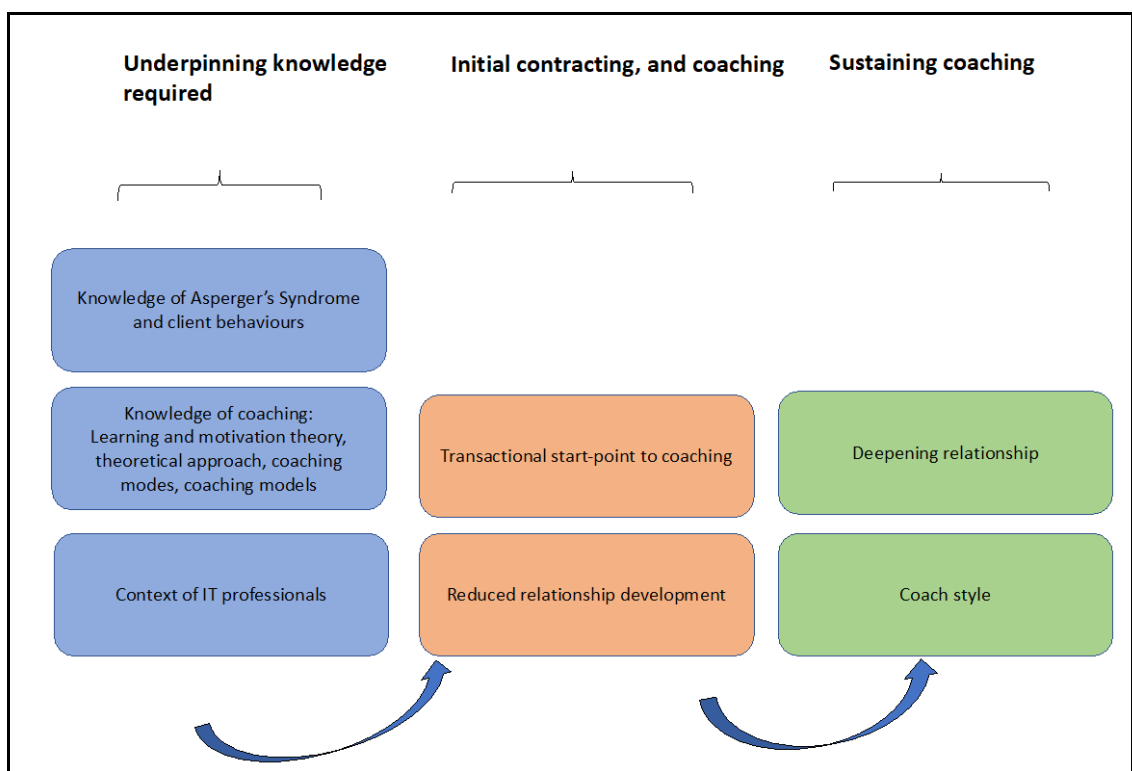 Underpinning knowledge
required
Initial contracting, and coaching
Sustaining coaching
Knowledge of Asperger’s Syndrome
and client behaviours
Knowledge of coaching:
Learning and motivation theory,
theoretical approach, coaching
modes, coaching models
Context of IT professionals
Transactional start-point to coaching
Reduced relationship development
Deepening relationship
Coach style